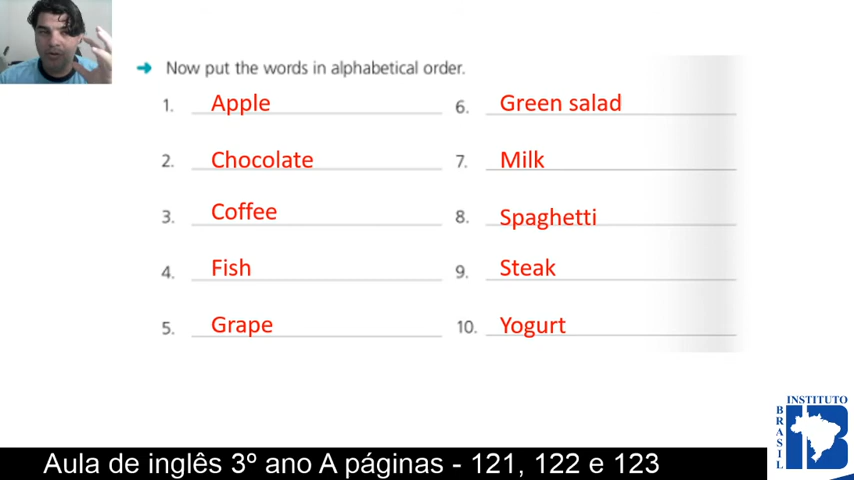 Now put the words in alphabetical order.
1. Apple
2. Chocolate
3. Coffee
4. Fish
5. Grape
6. Green salad
7. Milk
8. Spaghetti
9. Steak
10. Yogurt
INSTITUTO
BRASIL
IB
Aula de inglês 3º ano A páginas - 121, 122 e 123